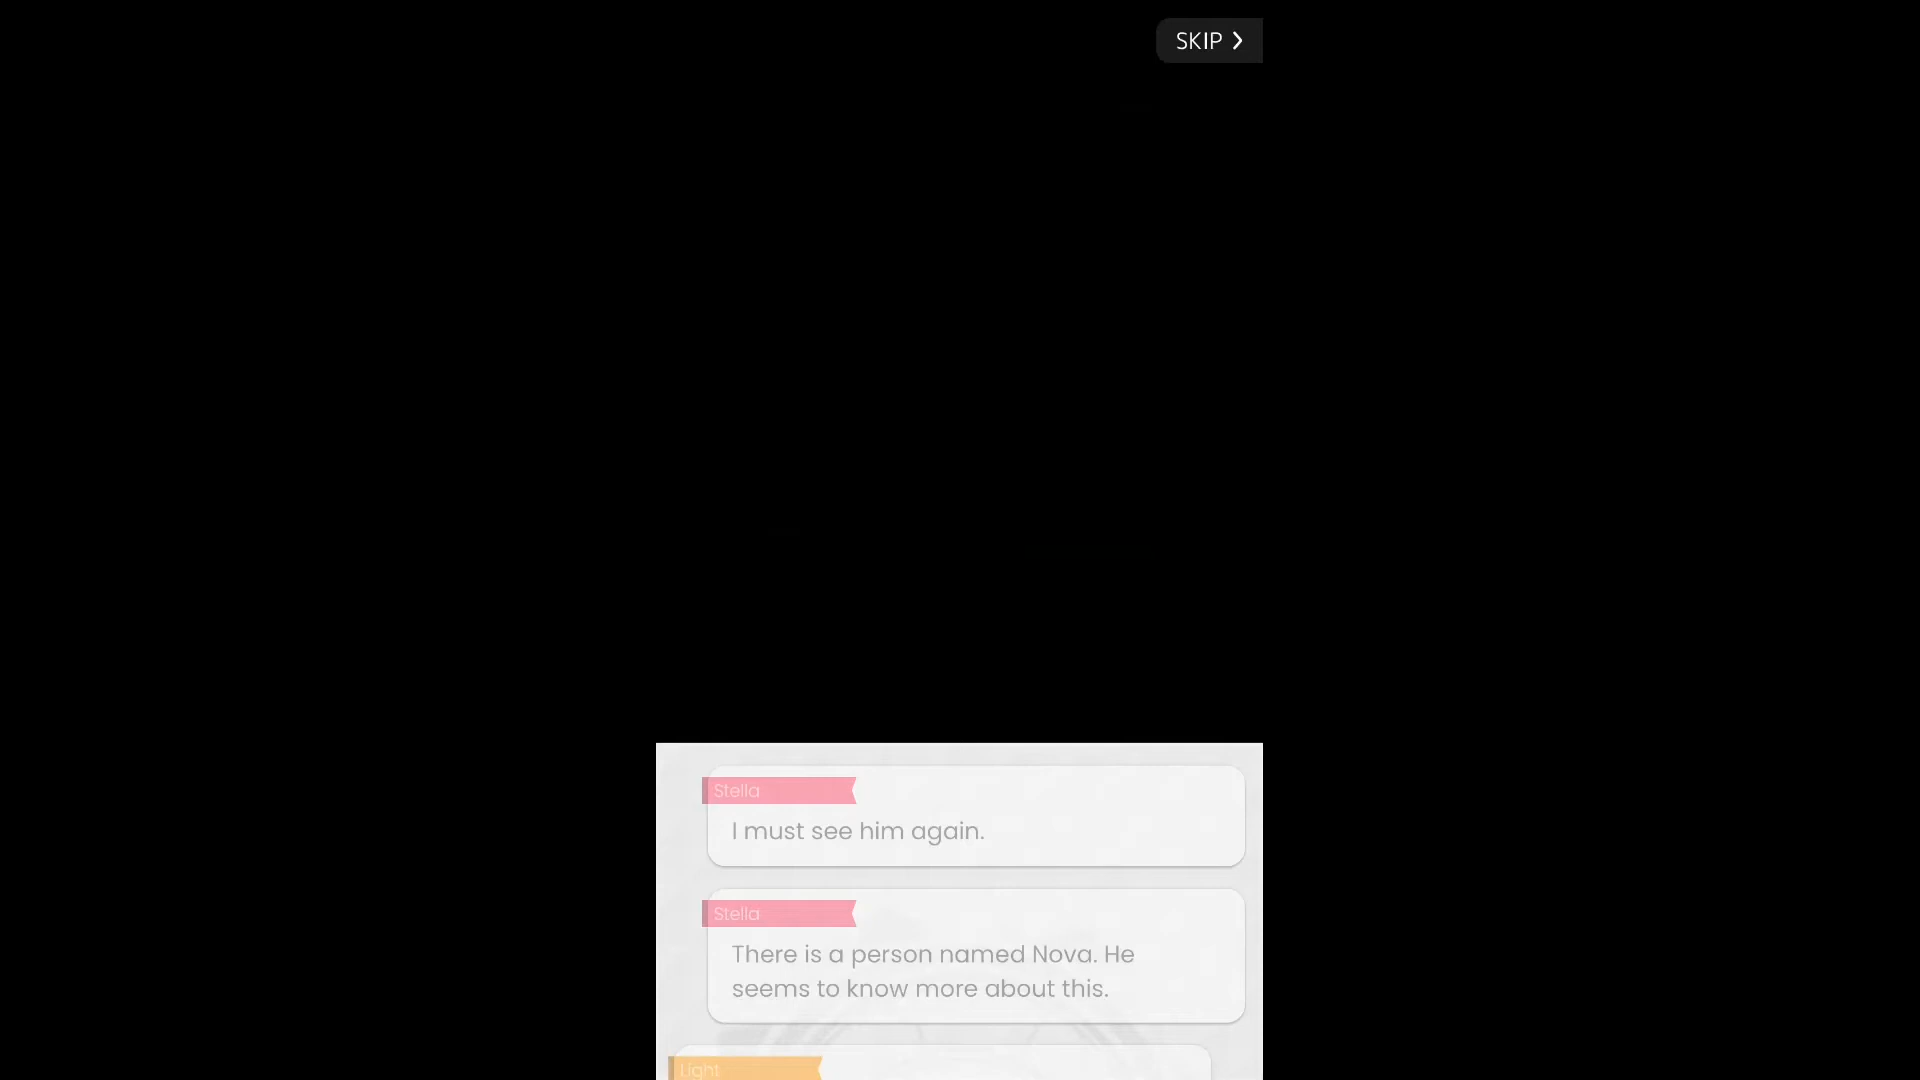 SKIP
Stella
I must see him again.
Stella
There is a person named Nova. He
seems to know more about this.
Light